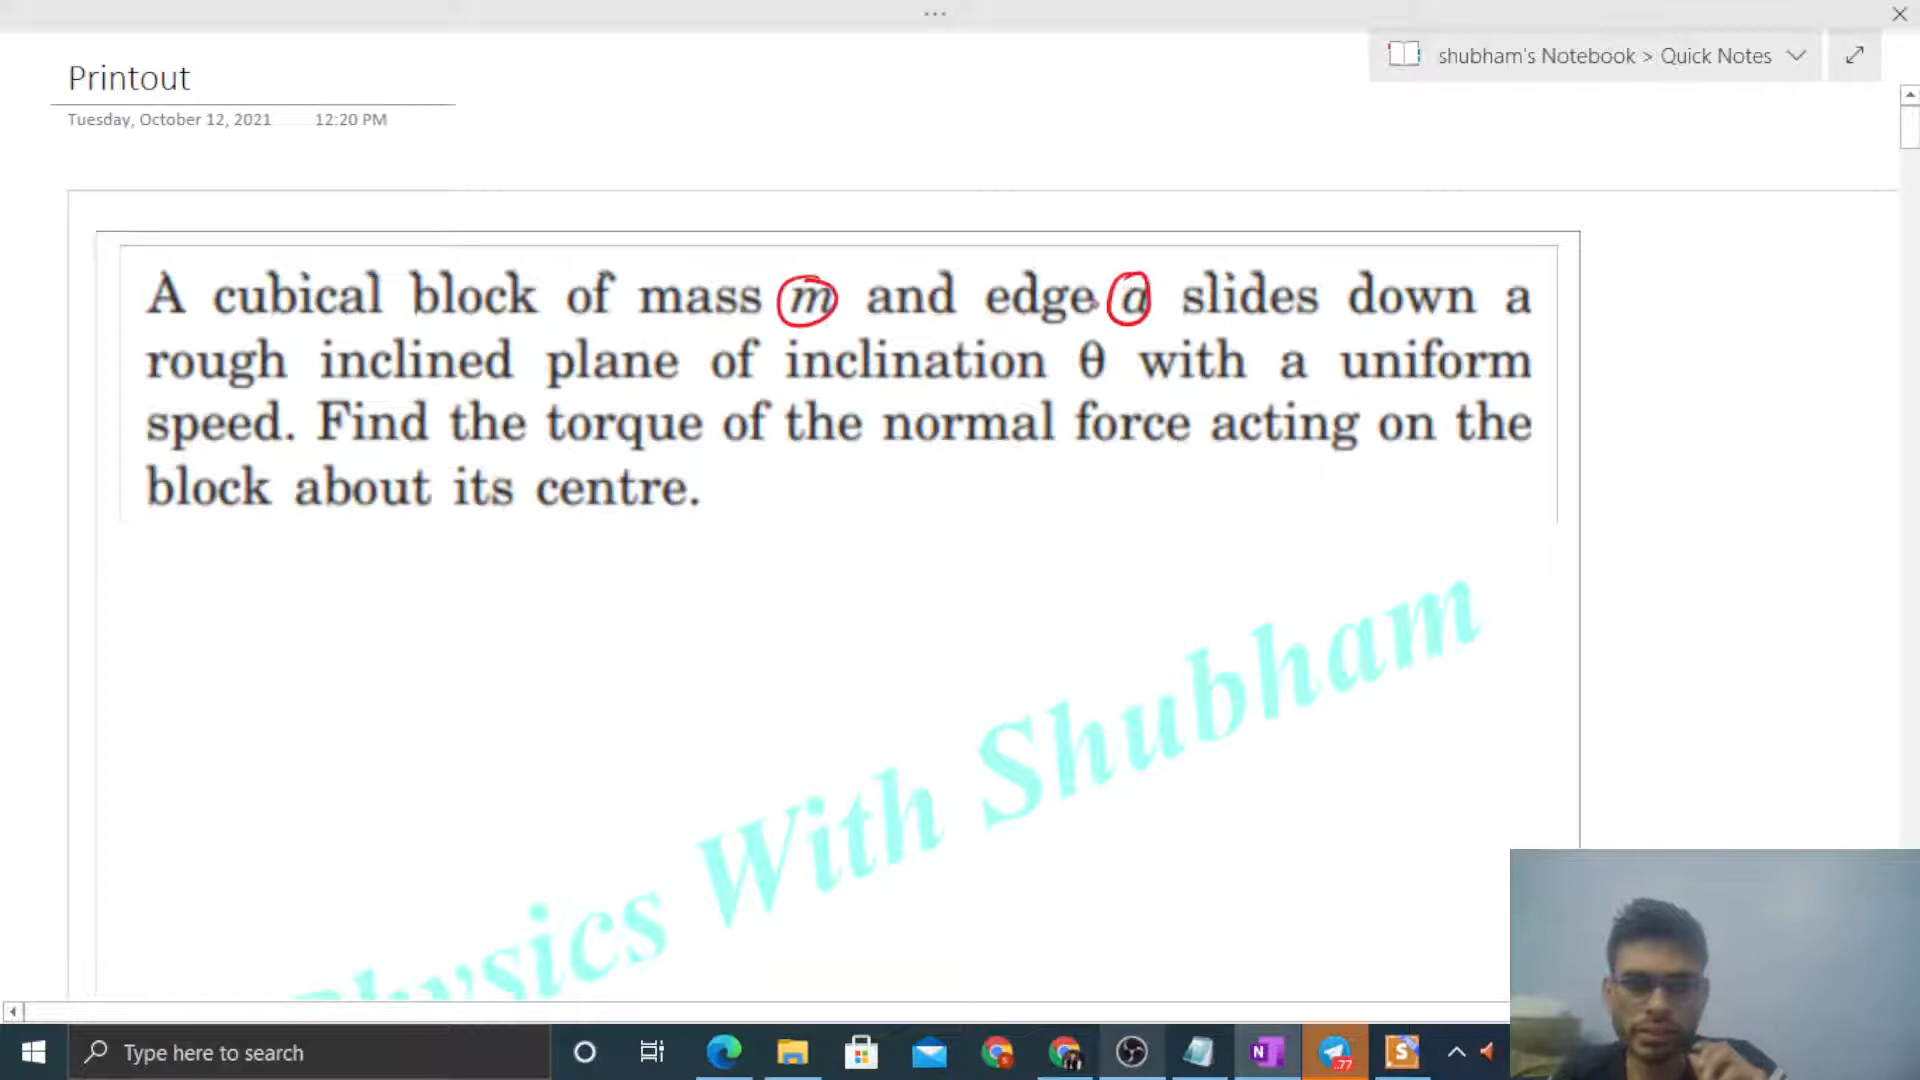 shubham's Notebook > Quick Notes
Printout
Tuesday, October 12, 2021 12:20 PM
A cubical block of mass m and edge a slides down a
rough inclined plane of inclination θ with a uniform
speed. Find the torque of the normal force acting on the
block about its centre.
Physics With Shubham
Type here to search
N
77
S